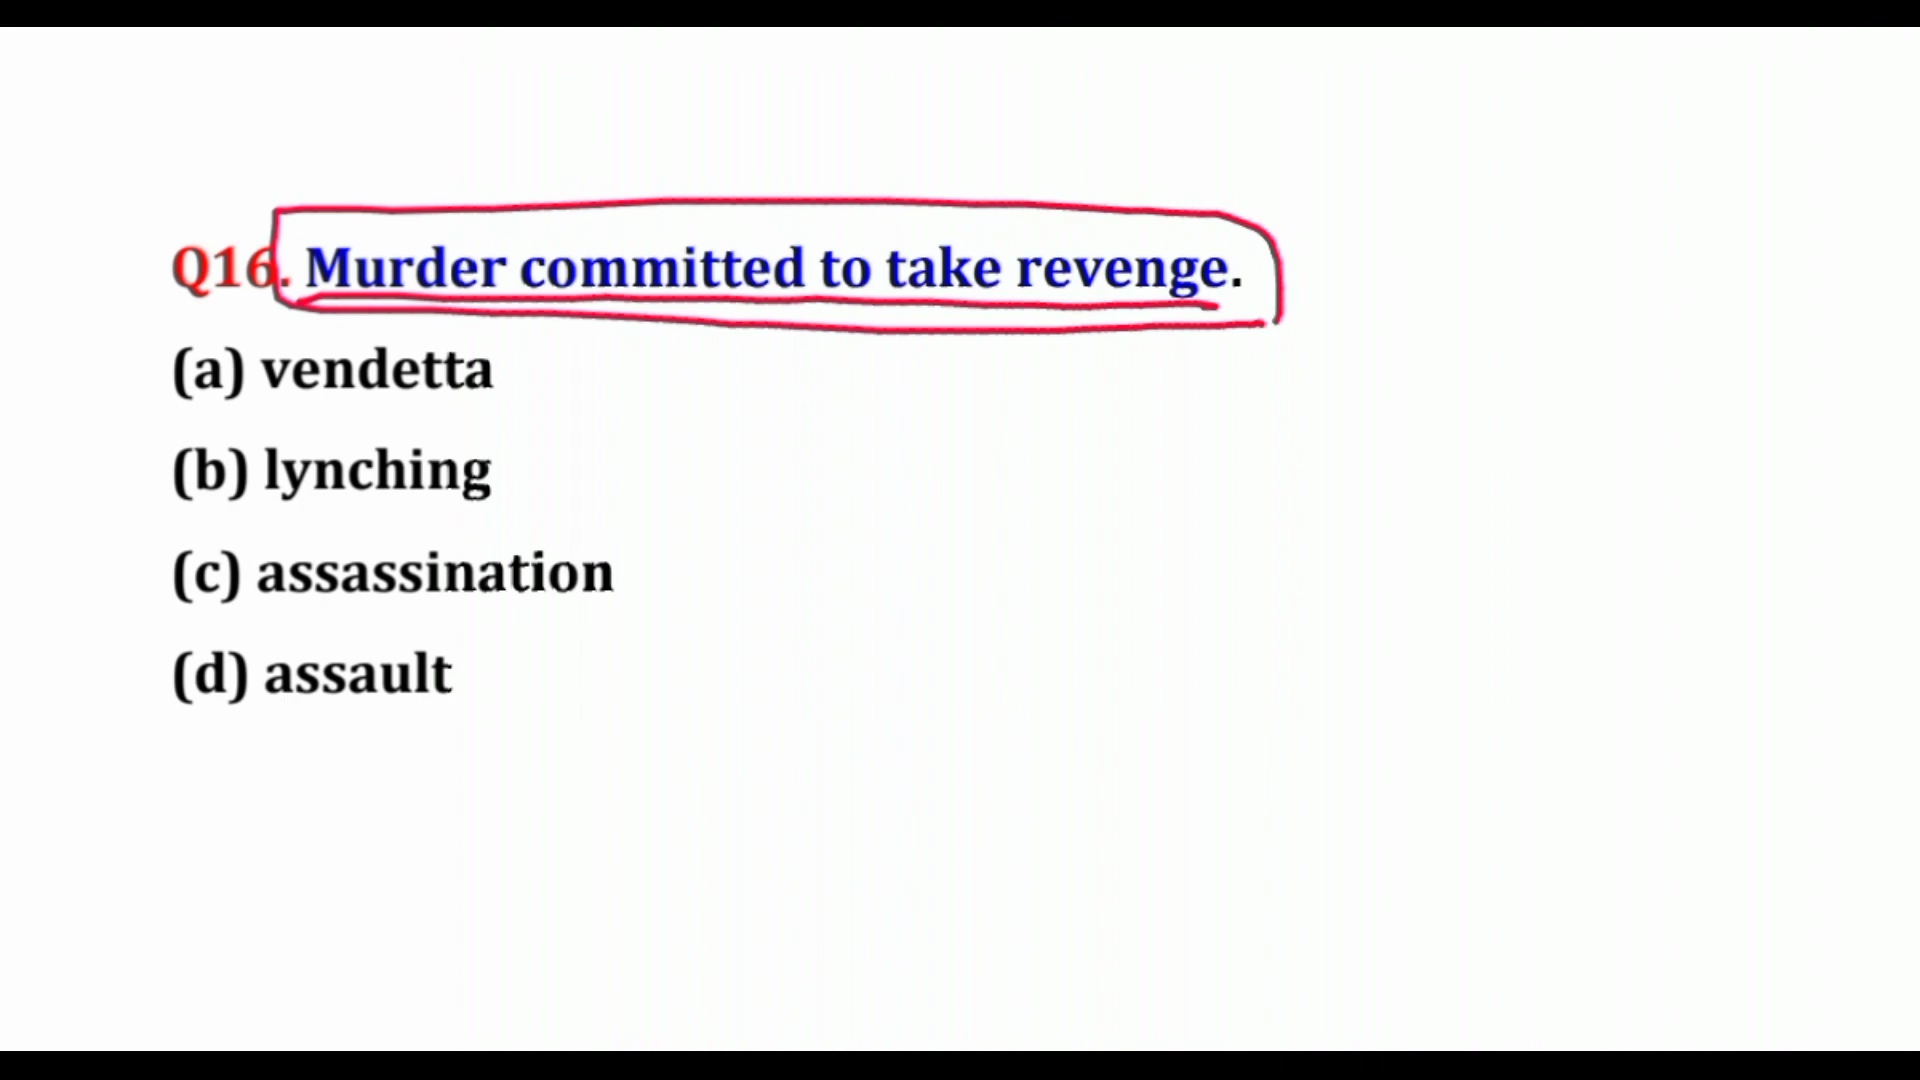 Q16. Murder committed to take revenge.
(a) vendetta
(b) lynching
(c) assassination
(d) assault